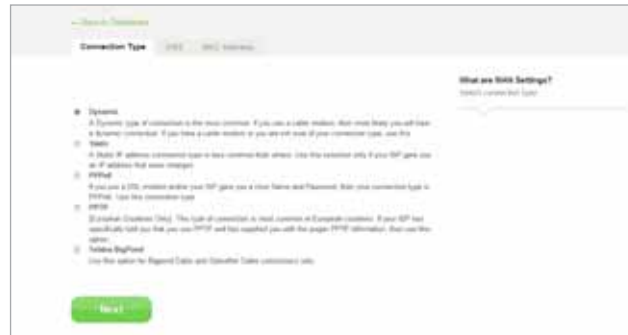 Connection Type DNS MAC Address
What are WAN Settings?
Select connection type
Dynamic
A Dynamic type of connection is the most common. If you use a cable modem, then most likely you will have
a dynamic connection. If you have a cable modem or you are not sure of your connection type, use this.
Static
A Static IP address connection type is less common than others. Use this selection only if your ISP gave you
an IP address that never changes.
PPPoE
If you use a DSL modem and/or your ISP gave you a User Name and Password, then your connection type is
PPPoE. Use this connection type.
PPTP
[European Countries Only]. This type of connection is most common in European countries. If your ISP has
specifically told you that you use PPTP and has supplied you with the proper PPTP information, then use this
option.
Telstra BigPond
Use this option for Bigpond Cable and Cable connections only.
Next